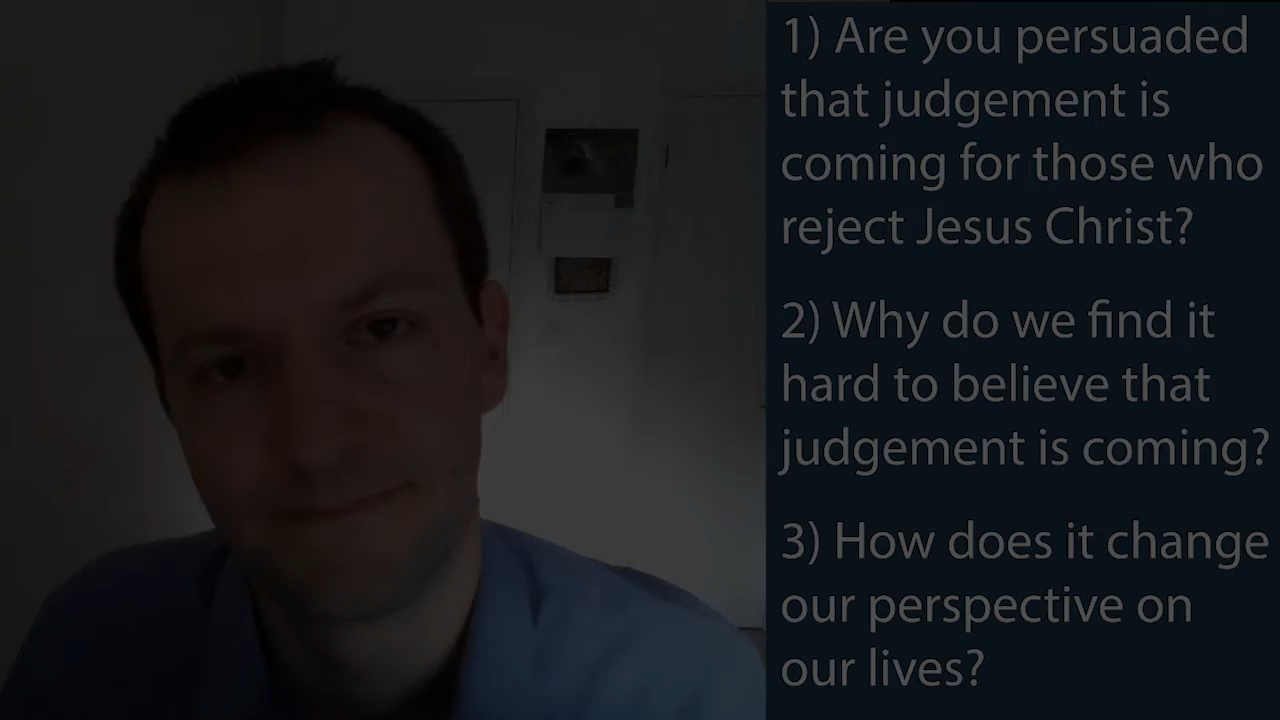 1) Are you persuaded
that judgement is
coming for those who
reject Jesus Christ?
2) Why do we find it
hard to believe that
judgement is coming?
3) How does it change
our perspective on
our lives?